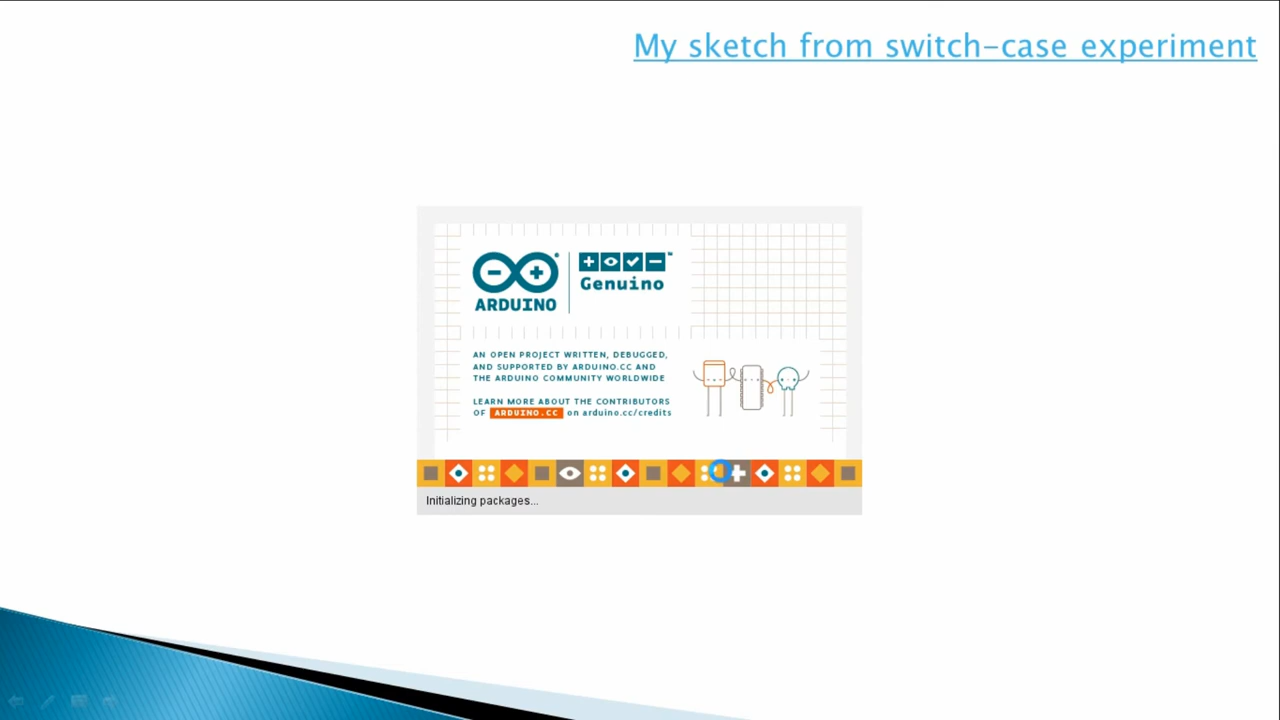 My sketch from switch-case experiment
ARDUINO
Genuino
AN OPEN PROJECT WRITTEN, DEBUGGED,
AND SUPPORTED BY ARDUINO.CC AND
THE ARDUINO COMMUNITY WORLDWIDE
LEARN MORE ABOUT THE CONTRIBUTORS
OF ARDUINO.CC on arduino.cc/credits
Initializing packages...